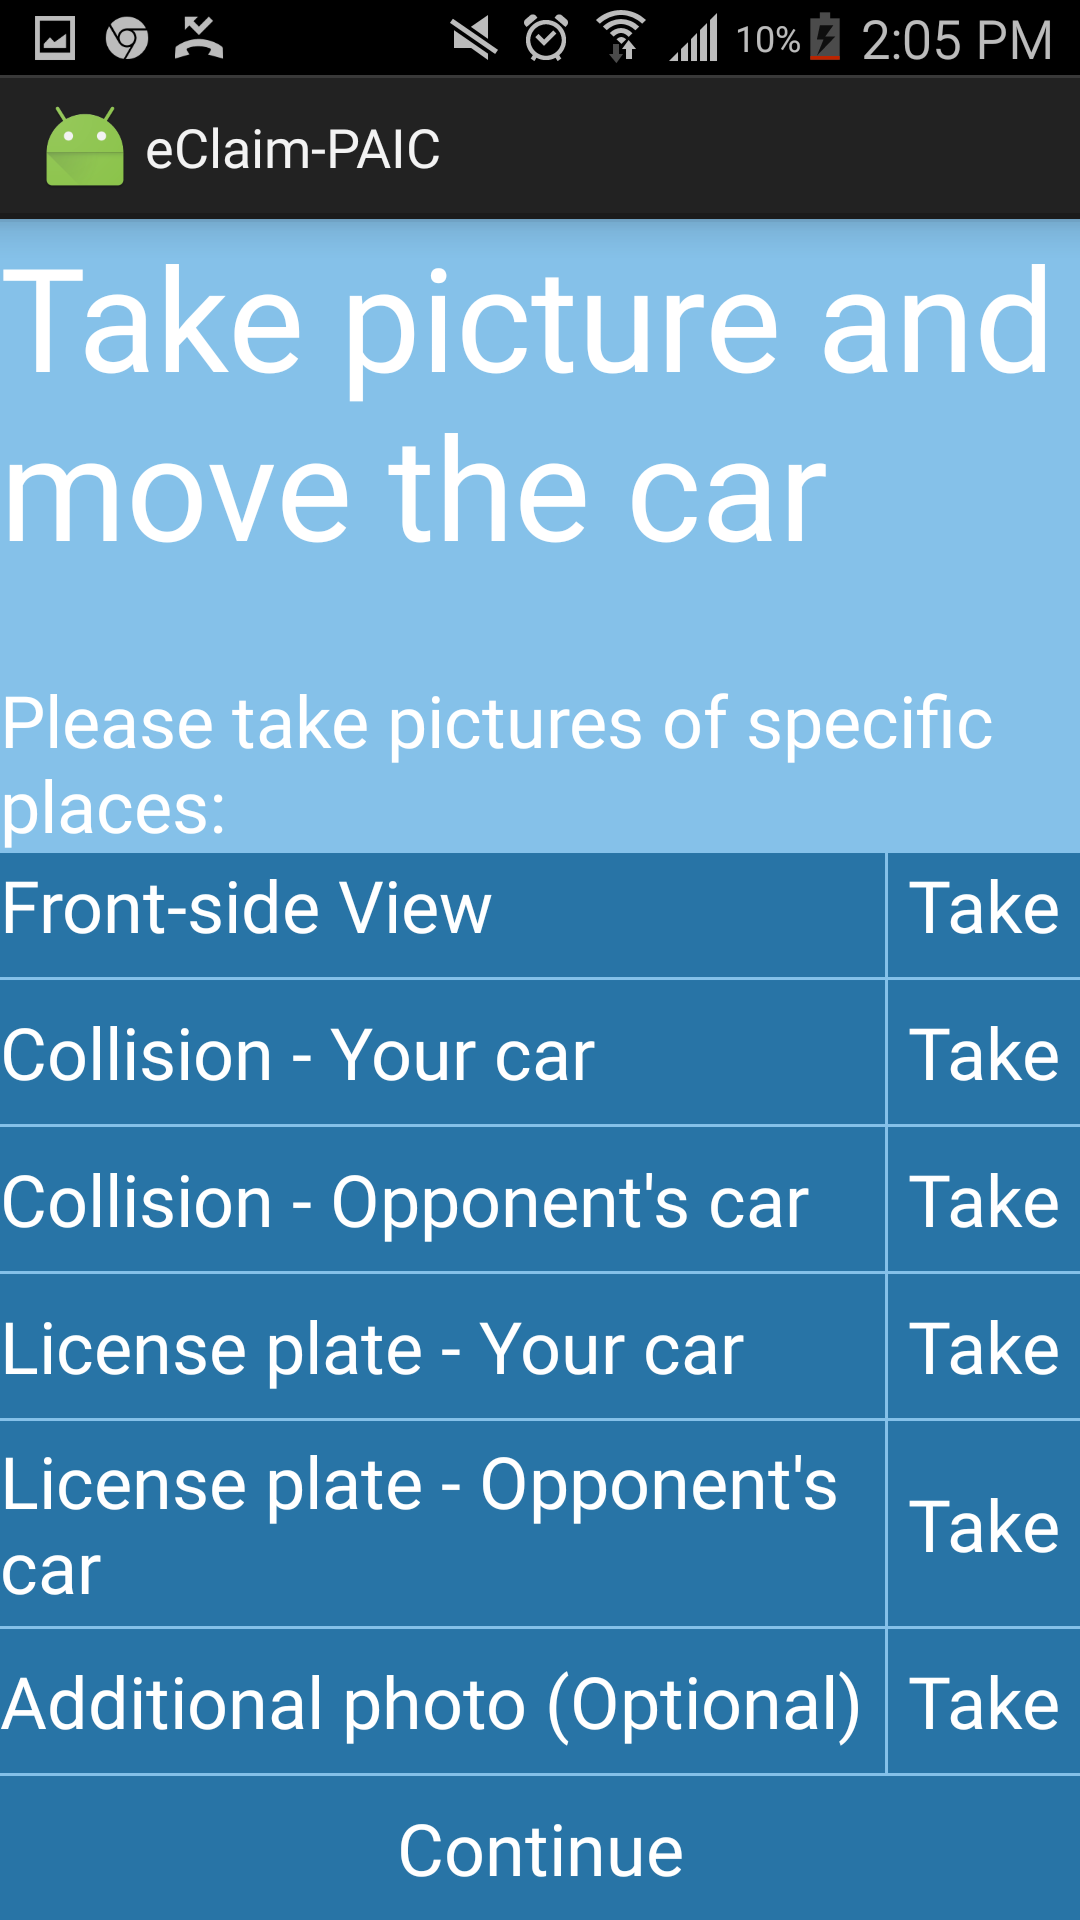 10% 2:05 PM
eClaim-PAIC
Take picture and
move the car
Please take pictures of specific
places:
Front-side View Take
Collision - Your car Take
Collision - Opponent's car Take
License plate - Your car Take
License plate - Opponent's
car Take
Additional photo (Optional) Take
Continue